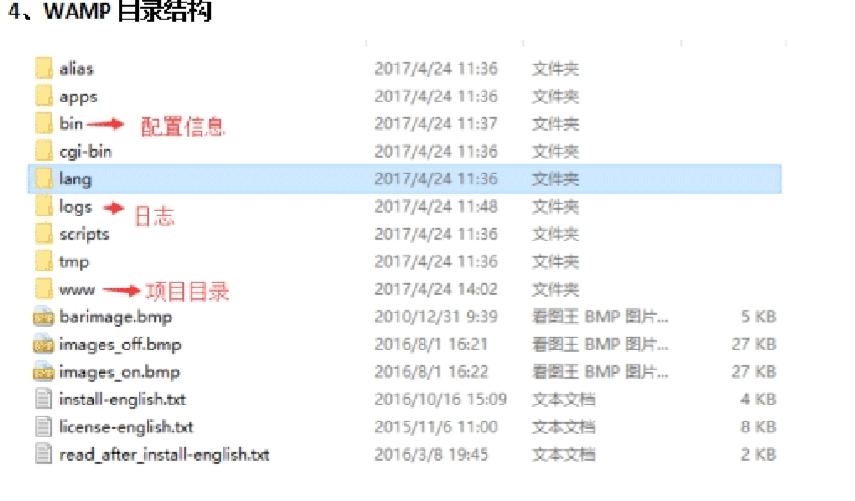 4、WAMP 目录结构
alias 2017/4/24 11:36 文件夹
apps 2017/4/24 11:36 文件夹
bin 配置信息 2017/4/24 11:37 文件夹
cgi-bin 2017/4/24 11:36 文件夹
lang 2017/4/24 11:36 文件夹
logs 日志 2017/4/24 11:48 文件夹
scripts 2017/4/24 11:36 文件夹
tmp 2017/4/24 11:36 文件夹
www 项目目录 2017/4/24 14:02 文件夹
barimage.bmp 2010/12/31 9:39 看图王 BMP 图片... 5 KB
images_off.bmp 2016/8/1 16:21 看图王 BMP 图片... 27 KB
images_on.bmp 2016/8/1 16:22 看图王 BMP 图片... 27 KB
install-english.txt 2016/10/16 15:09 文本文档 4 KB
license-english.txt 2015/11/6 11:00 文本文档 8 KB
read_after_install-english.txt 2016/3/8 19:45 文本文档 2 KB